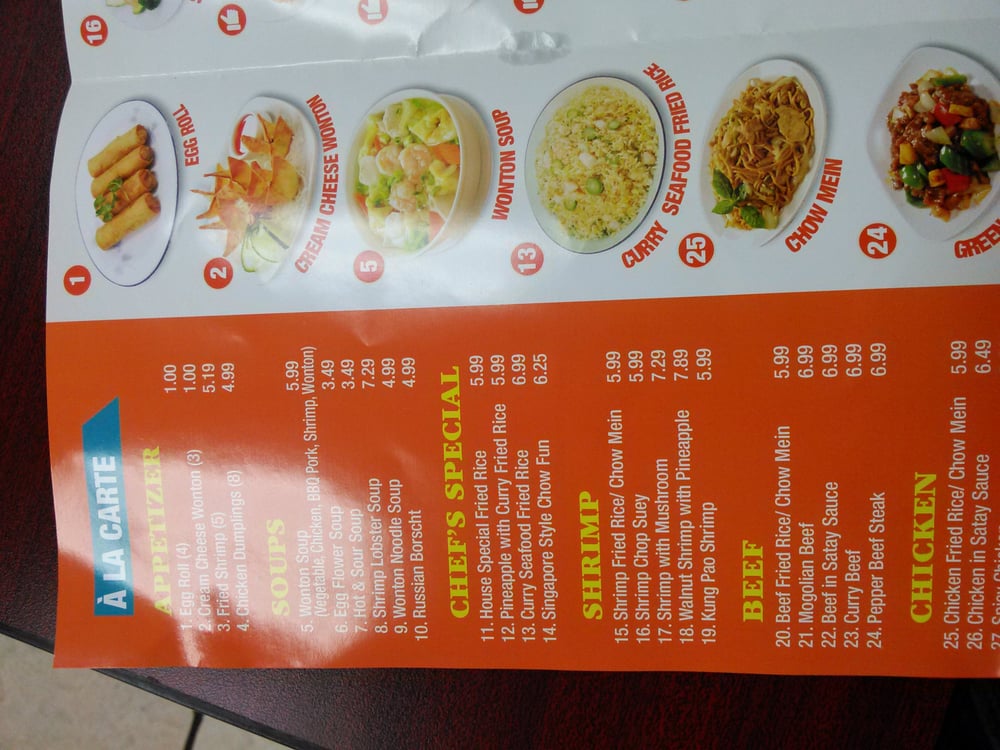 À LA CARTE
APPETIZER
1. Egg Roll (4) 1.00
2. Cream Cheese Wonton (3) 1.00
3. Fried Shrimp (5) 5.19
4. Chicken Dumplings (8) 4.99
SOUPS
5. Wonton Soup 5.99
(Vegetable, Chicken, BBQ Pork, Shrimp, Wonton)
6. Egg Flower Soup 3.49
7. Hot & Sour Soup 3.49
8. Shrimp Lobster Soup 7.29
9. Wonton Noodle Soup 4.99
10. Russian Borscht 4.99
CHEF'S SPECIAL
11. House Special Fried Rice 5.99
12. Pineapple with Curry Fried Rice 5.99
13. Curry Seafood Fried Rice 6.99
14. Singapore Style Chow Fun 6.25
SHRIMP
15. Shrimp Fried Rice/ Chow Mein 5.99
16. Shrimp Chop Suey 5.99
17. Shrimp with Mushroom 7.29
18. Walnut Shrimp with Pineapple 7.89
19. Kung Pao Shrimp 5.99
BEEF
20. Beef Fried Rice/ Chow Mein 5.99
21. Mogolian Beef 6.99
22. Beef in Satay Sauce 6.99
23. Curry Beef 6.99
24. Pepper Beef Steak 6.99
CHICKEN
25. Chicken Fried Rice/ Chow Mein 5.99
26. Chicken in Satay Sauce 6.49
27.
1
EGG ROLL
2
CREAM CHEESE WONTON
5
WONTON SOUP
13
CURRY SEAFOOD FRIED RICE
25
CHOW MEIN
24
GREEN
16